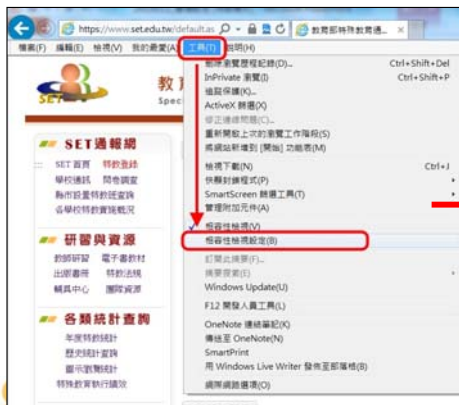 https://www.set.edu.tw/default.as
教育部特殊教育通...
檔案(F) 編輯(E) 檢視(V) 我的最愛(A) 工具(T) 說明(H)
刪除瀏覽歷程記錄(D)... Ctrl+Shift+Del
InPrivate 瀏覽(I) Ctrl+Shift+P
追蹤保護(K)...
ActiveX 篩選(X)
修正連線問題(C)...
重新開啟上次的瀏覽工作階段(S)
將網站新增到 [開始] 功能表(M)
檢視下載(N) Ctrl+J
快顯封鎖程式(P)
SmartScreen 篩選工具(T)
管理附加元件(A)
相容性檢視(V)
相容性檢視設定(B)
訂閱此摘要(F)...
摘要探索(E)
Windows Update(U)
F12 開發人員工具(L)
OneNote 連結筆記(K)
傳送至 OneNote(N)
SmartPrint
用 Windows Live Writer 發佈至部落格(B)
網際網路選項(O)
SET
教育
Spec
SET通報網
SET 首頁 特教登錄
學校通訊 問卷調查
縣市設置特教班查詢
各學校特教實施概況
研習與資源
教師研習 電子書教材
出版書冊 特教法規
輔具中心 團隊資源
各類統計查詢
年度特教統計
歷史統計查詢
圖示瀏覽統計
特殊教育執行績效